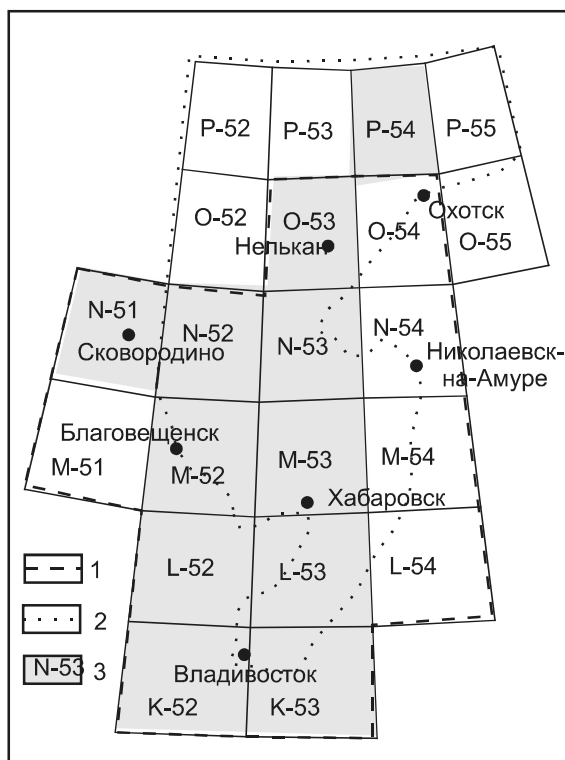 P-52 P-53 P-54 P-55
O-52 O-53 O-54 Охотск
Нелькан O-55
N-51 N-52 N-53 N-54
Сковородино Николаевск-
на-Амуре
Благовещенск
M-51 M-52 M-53 M-54
Хабаровск
L-52 L-53 L-54
1
2
N-53 3
Владивосток
K-52 K-53